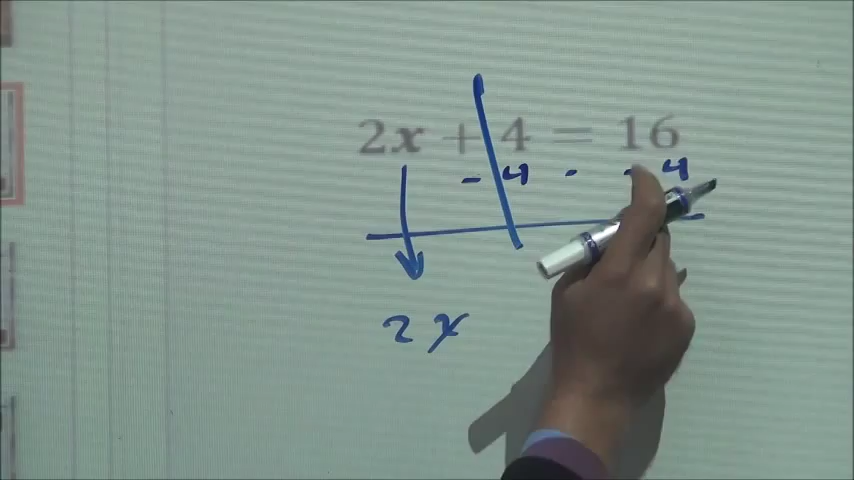 2x + 4 = 16
- 4 - - 4
2x